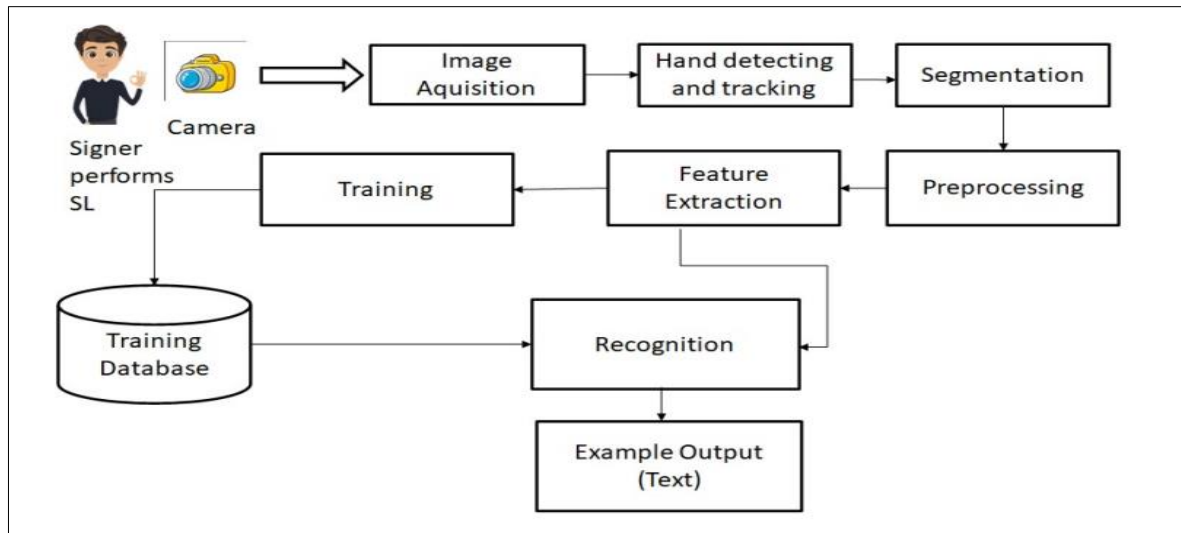 Signer
performs
SL
Camera
Image
Aquisition
Hand detecting
and tracking
Segmentation
Preprocessing
Feature
Extraction
Training
Training
Database
Recognition
Example Output
(Text)